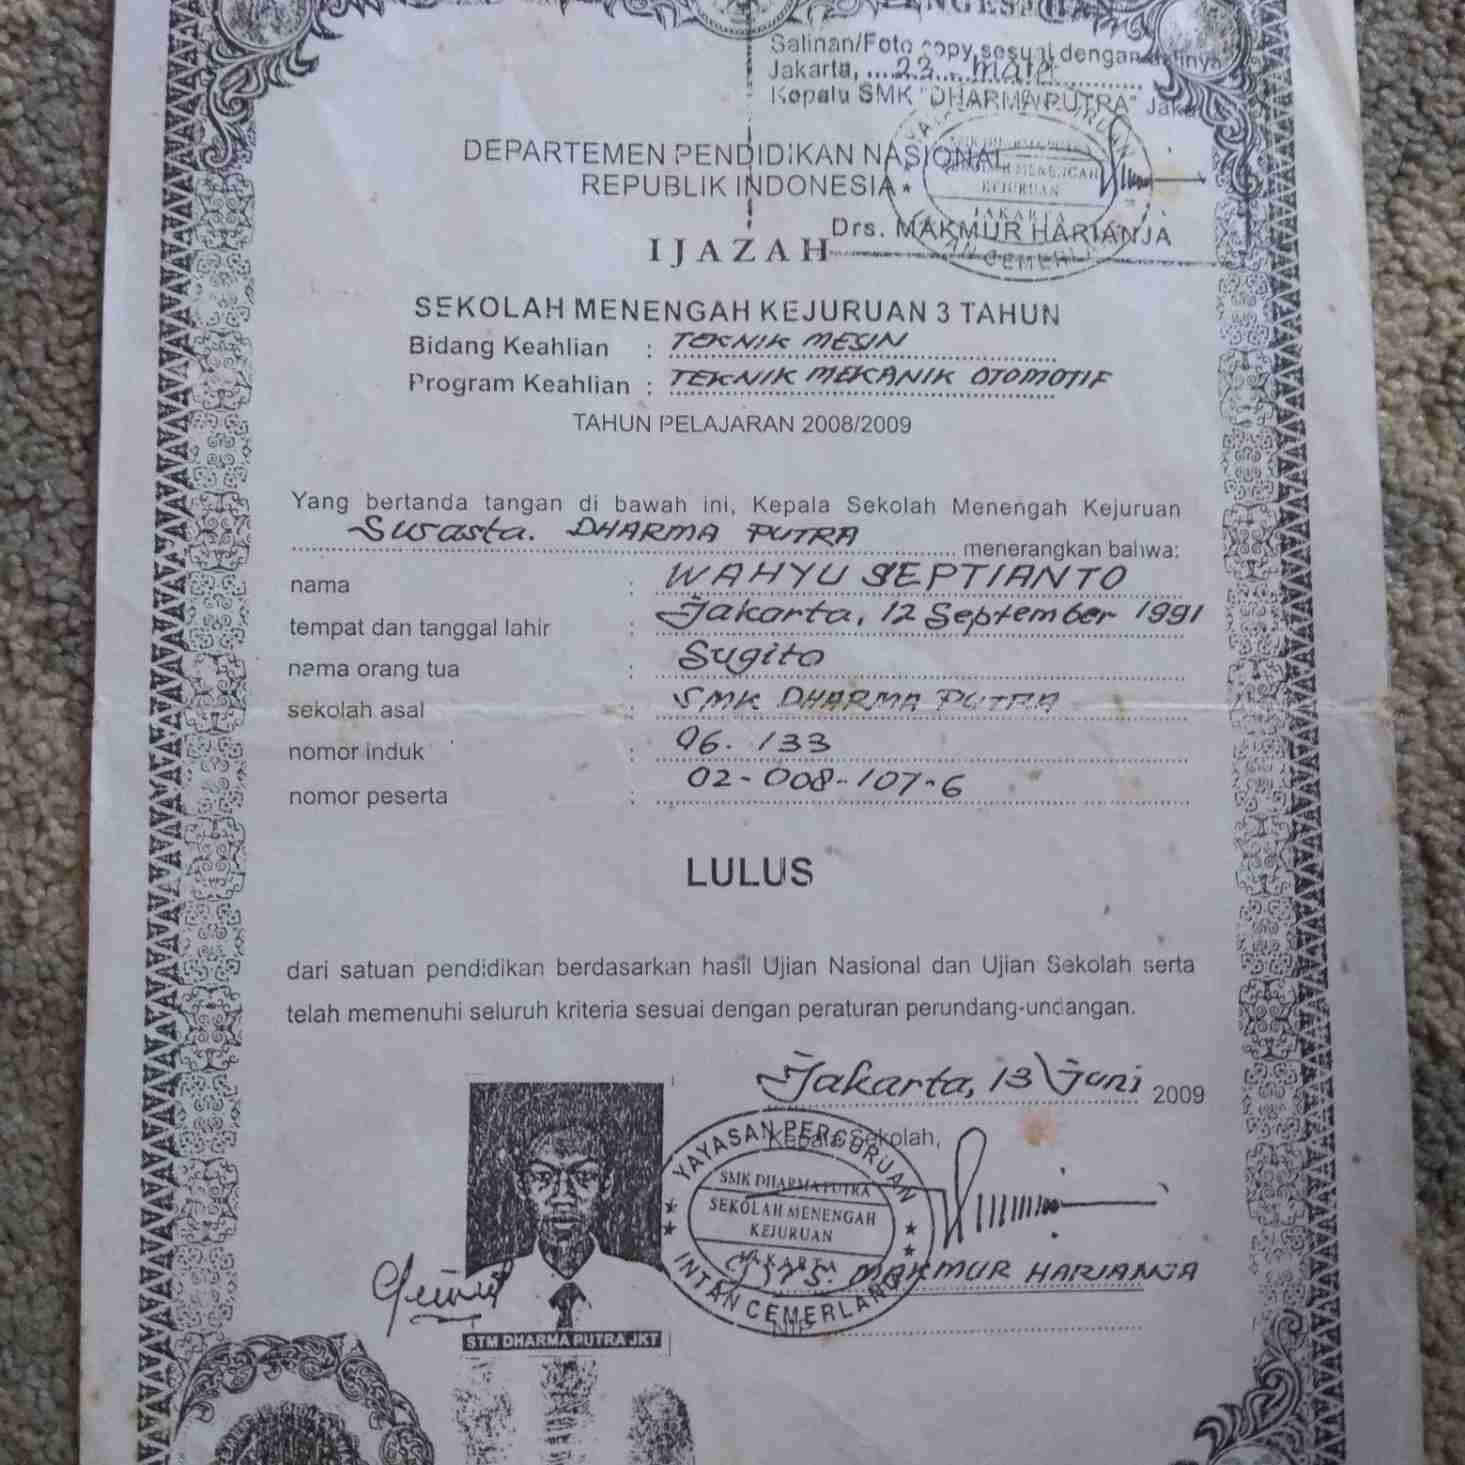 PENGESAHAN
Salinan/Foto copy sesuai dengan aslinya
Jakarta, ....23...
Kepala SMK "DHARMA PUTRA" Jakarta
DEPARTEMEN PENDIDIKAN NASIONAL
REPUBLIK INDONESIA
Drs. MAKMUR HARIANJA
IJAZAH
SEKOLAH MENENGAH KEJURUAN 3 TAHUN
Bidang Keahlian : TEKNIK MESIN
Program Keahlian : TEKNIK MEKANIK OTOMOTIF
TAHUN PELAJARAN 2008/2009
Yang bertanda tangan di bawah ini, Kepala Sekolah Menengah Kejuruan
Swasta. DHARMA PUTRA menerangkan bahwa:
nama : WAHYU SEPTIANTO
tempat dan tanggal lahir : Jakarta, 12 September 1991
nama orang tua : Sugito
sekolah asal : SMK DHARMA PUTRA
nomor induk : 06. 133
nomor peserta : 02-008-107-6
LULUS
dari satuan pendidikan berdasarkan hasil Ujian Nasional dan Ujian Sekolah serta
telah memenuhi seluruh kriteria sesuai dengan peraturan perundang-undangan.
Jakarta, 13 Juni 2009
Kepala Sekolah,
YAYASAN PERGURUAN
SMK DHARMA PUTRA
SEKOLAH MENENGAH
KEJURUAN
JAKARTA
INTAN CEMERLANG
Drs. MAKMUR HARIANJA
NIP
STM DHARMA PUTRA JKT